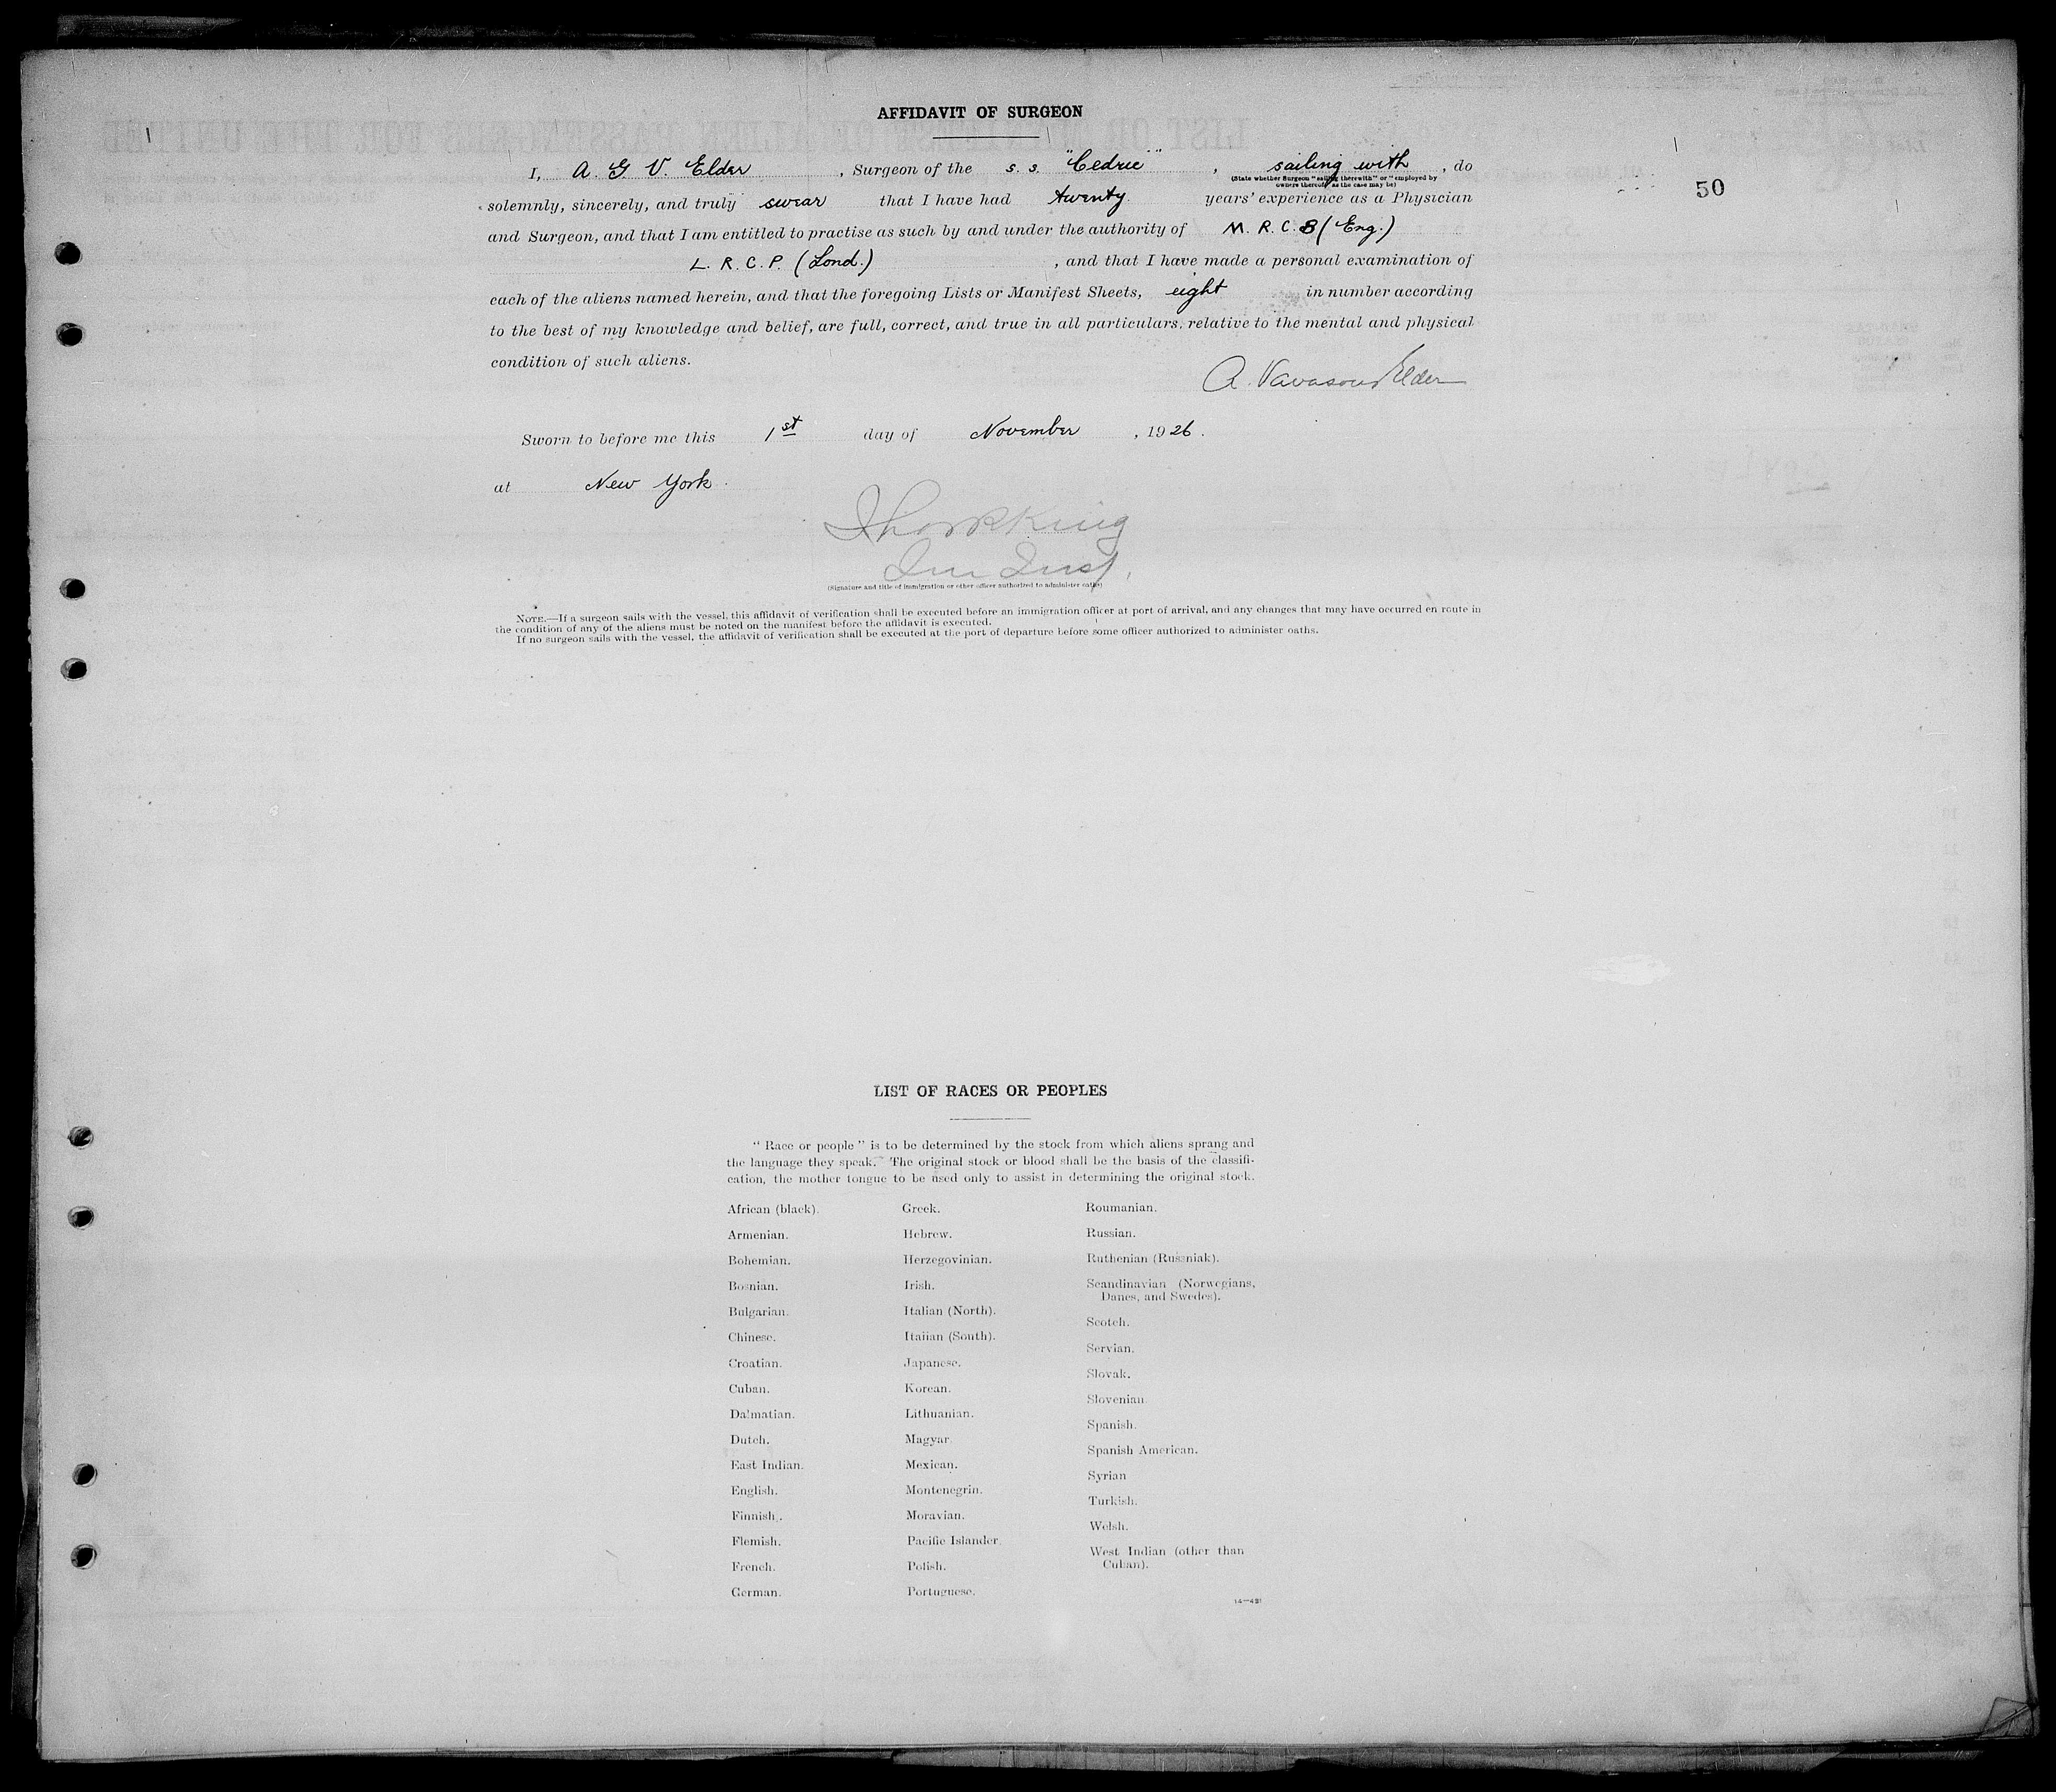 AFFIDAVIT OF SURGEON
I, A G V. Elder, Surgeon of the s. s. "Cedric", sailing with, do
(State whether Surgeon "sailing therewith" or "employed by
owners thereof," as the case may be)
50
solemnly, sincerely, and truly swear that I have had twenty years' experience as a Physician
and Surgeon, and that I am entitled to practise as such by and under the authority of M. R. C. S (Eng.)
L. R. C. P. (Lond.), and that I have made a personal examination of
each of the aliens named herein, and that the foregoing Lists or Manifest Sheets, eight in number according
to the best of my knowledge and belief, are full, correct, and true in all particulars, relative to the mental and physical
condition of such aliens.
A. Vavasour Elder
Sworn to before me this 1st day of November, 1926.
at New York.
King
Im Insp.
(Signature and title of immigration or other officer authorized to administer oaths)
NOTE.—If a surgeon sails with the vessel, this affidavit of verification shall be executed before an immigration officer at port of arrival, and any changes that may have occurred en route in
the condition of any of the aliens must be noted on the manifest before the affidavit is executed.
If no surgeon sails with the vessel, the affidavit of verification shall be executed at the port of departure before some officer authorized to administer oaths.
LIST OF RACES OR PEOPLES
"Race or people" is to be determined by the stock from which aliens sprang and
the language they speak. The original stock or blood shall be the basis of the classifi-
cation, the mother tongue to be used only to assist in determining the original stock.
African (black).
Armenian.
Bohemian.
Bosnian.
Bulgarian.
Chinese.
Croatian.
Cuban.
Dalmatian.
Dutch.
East Indian.
English.
Finnish.
Flemish.
French.
German.
Greek.
Hebrew.
Herzegovinian.
Irish.
Italian (North).
Italian (South).
Japanese.
Korean.
Lithuanian.
Magyar.
Mexican.
Montenegrin.
Moravian.
Pacific Islander.
Polish.
Portuguese.
Roumanian.
Russian.
Ruthenian (Russniak).
Scandinavian (Norwegians,
Danes, and Swedes).
Scotch.
Servian.
Slovak.
Slovenian.
Spanish.
Spanish American.
Syrian
Turkish.
Welsh.
West Indian (other than
Cuban).
14—421